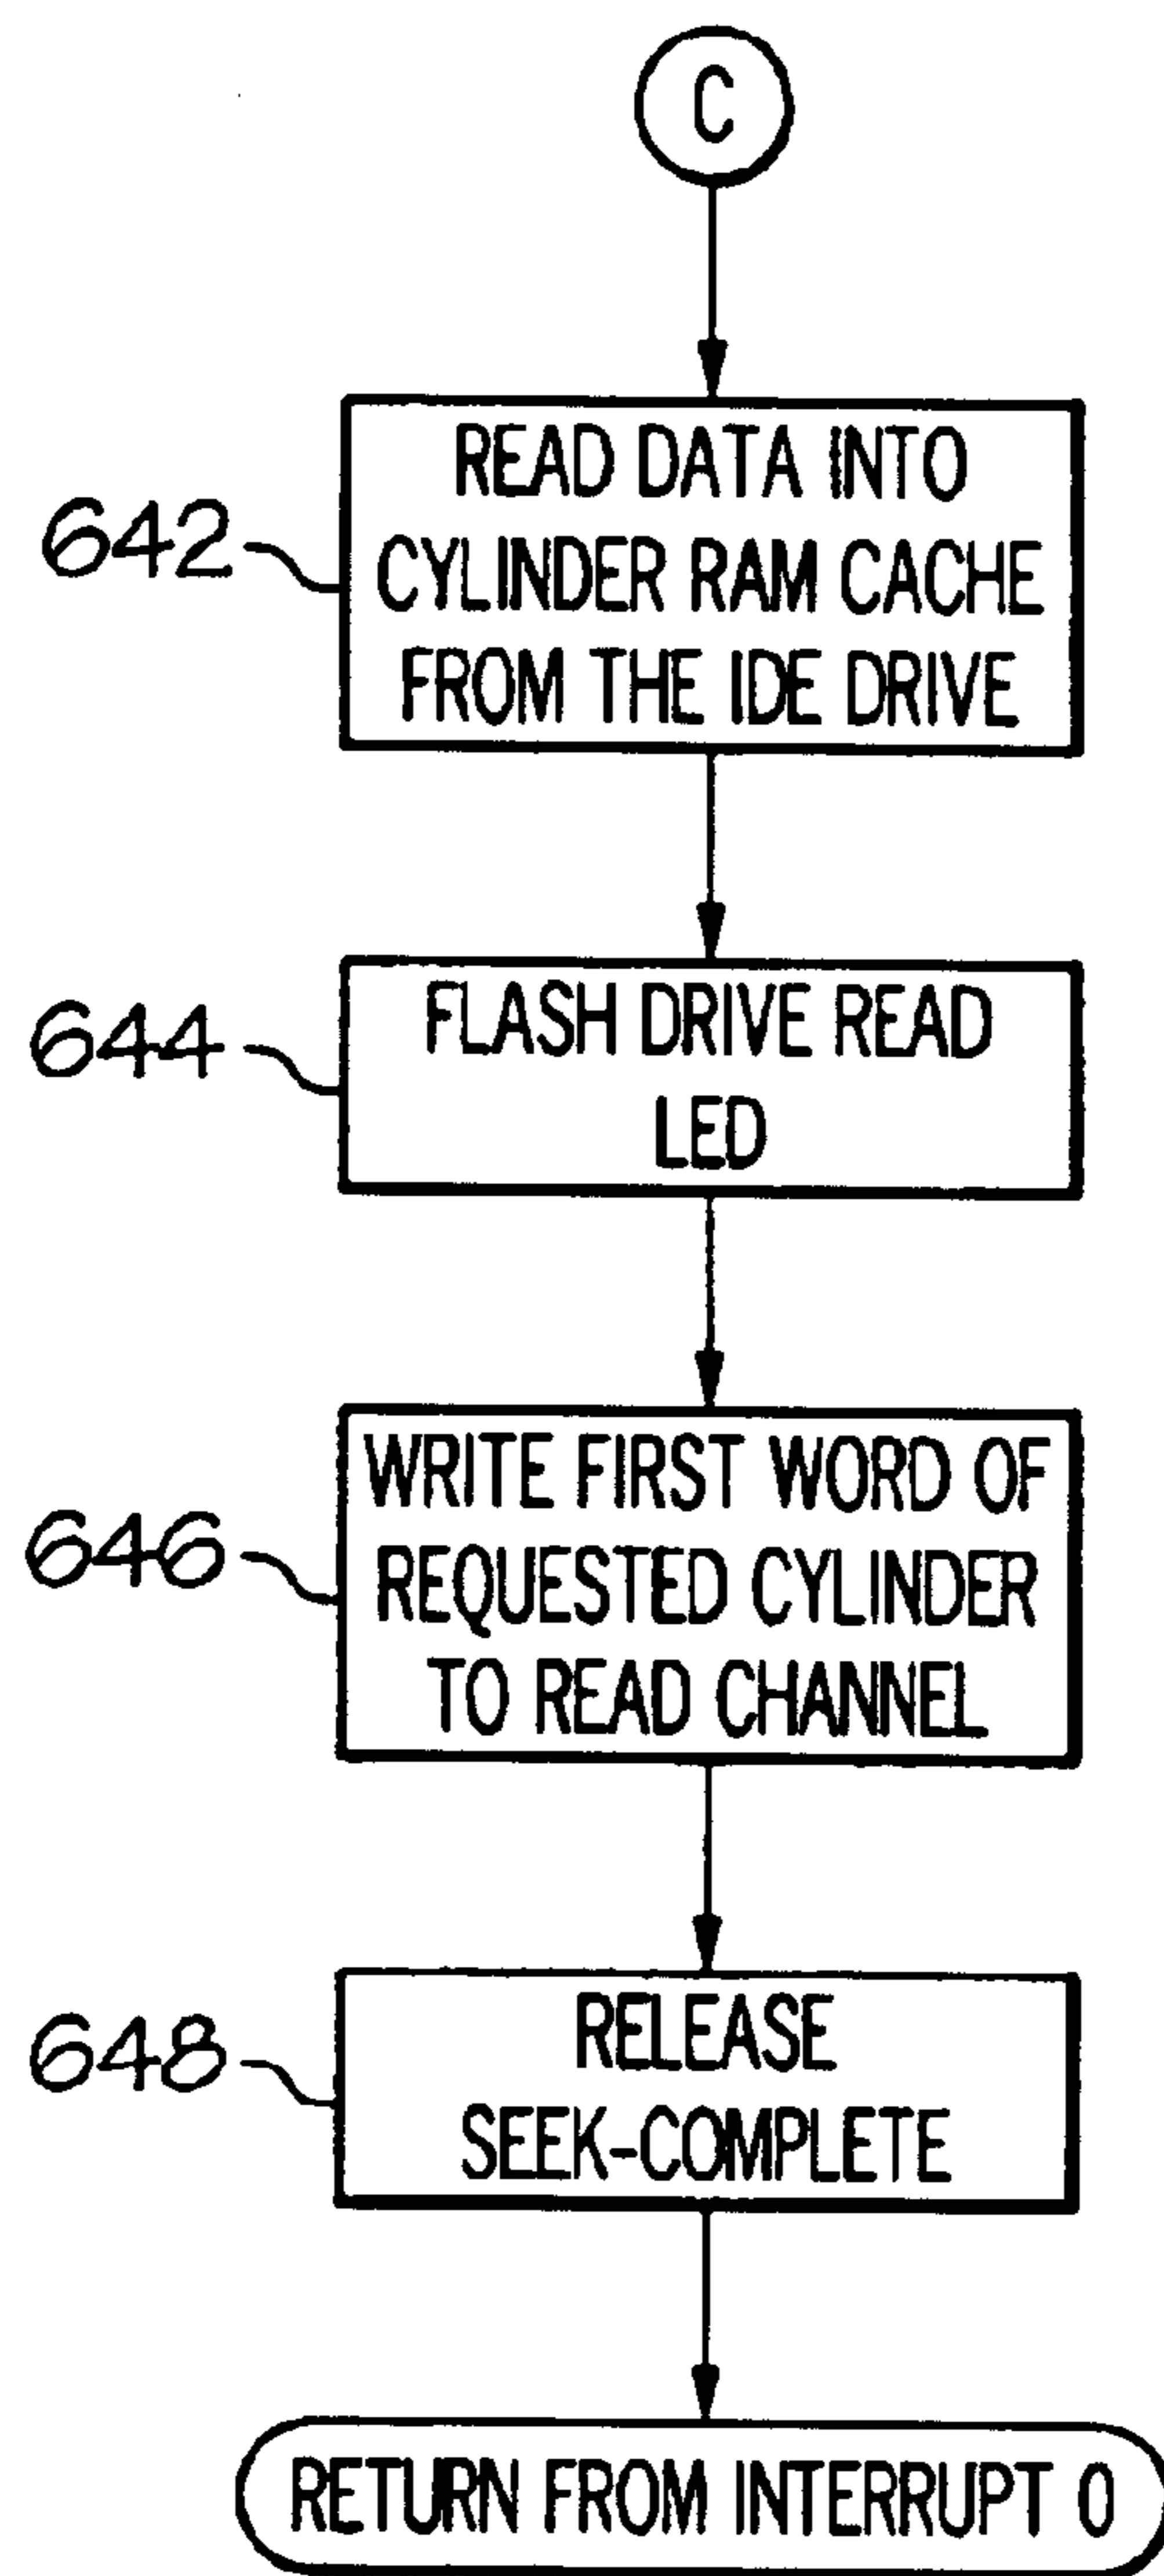 C
READ DATA INTO
CYLINDER RAM CACHE
FROM THE IDE DRIVE
642
FLASH DRIVE READ
LED
644
WRITE FIRST WORD OF
REQUESTED CYLINDER
TO READ CHANNEL
646
RELEASE
SEEK-COMPLETE
648
RETURN FROM INTERRUPT 0